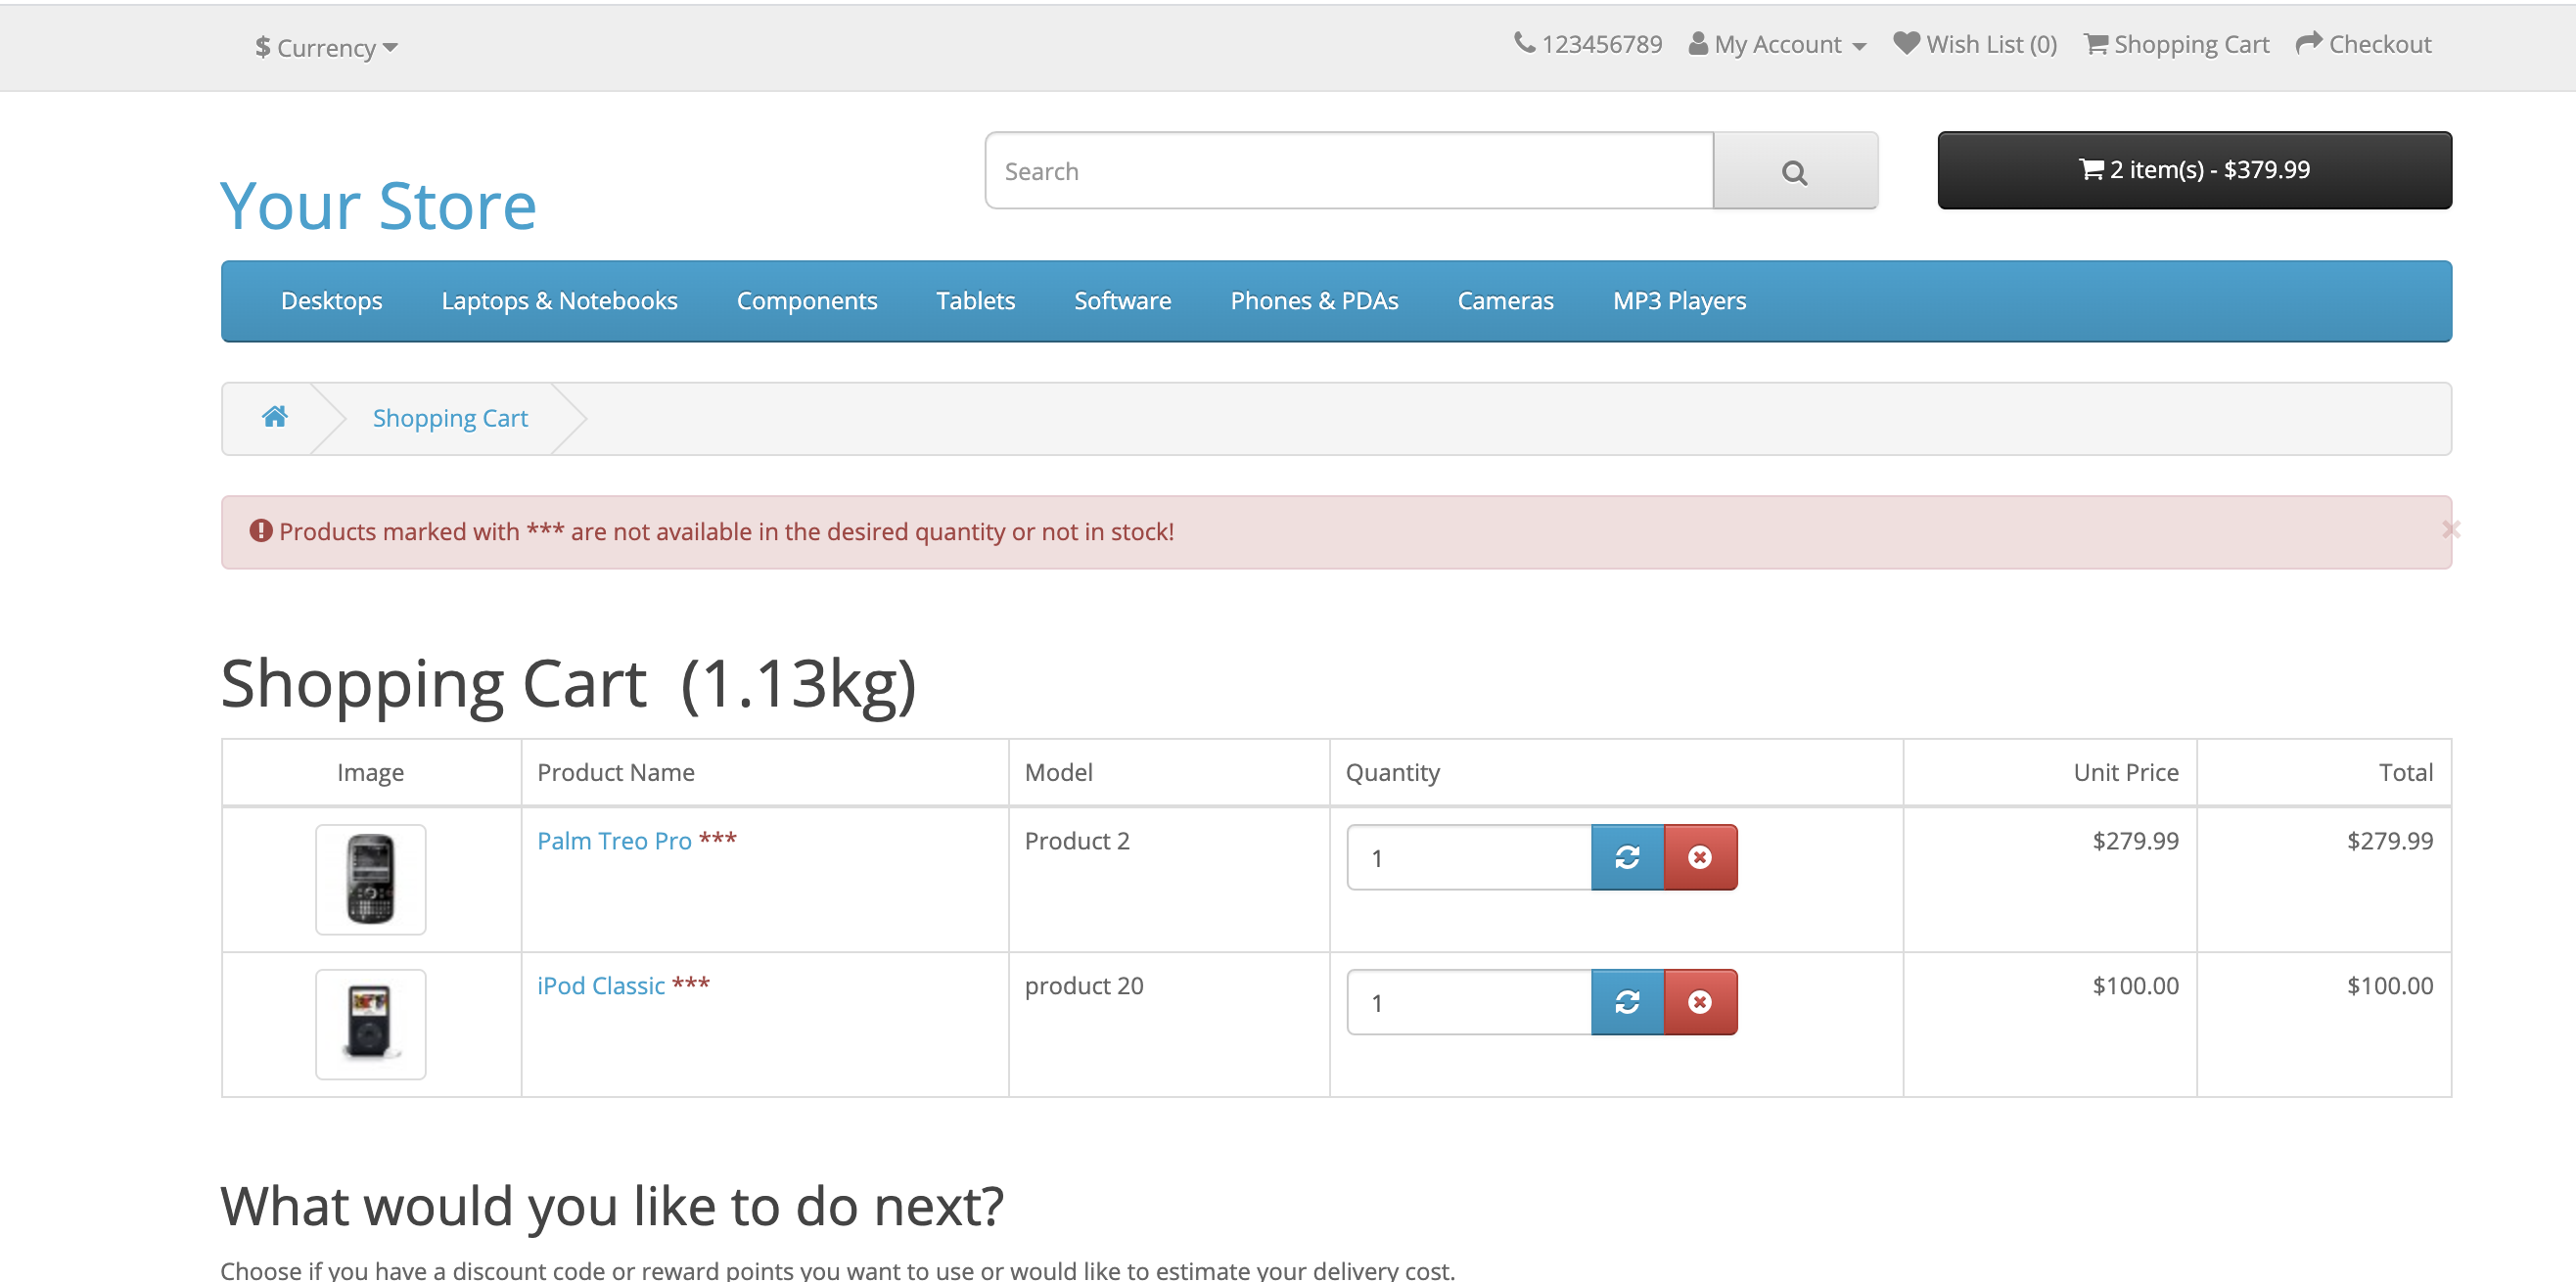 $ Currency
123456789 My Account Wish List (0) Shopping Cart Checkout
Your Store
Search
2 item(s) - $379.99
Desktops Laptops & Notebooks Components Tablets Software Phones & PDAs Cameras MP3 Players
Shopping Cart
Products marked with *** are not available in the desired quantity or not in stock!
Shopping Cart (1.13kg)
Image Product Name Model Quantity Unit Price Total
Palm Treo Pro *** Product 2 1 $279.99 $279.99
iPod Classic *** product 20 1 $100.00 $100.00
What would you like to do next?
Choose if you have a discount code or reward points you want to use or would like to estimate your delivery cost.